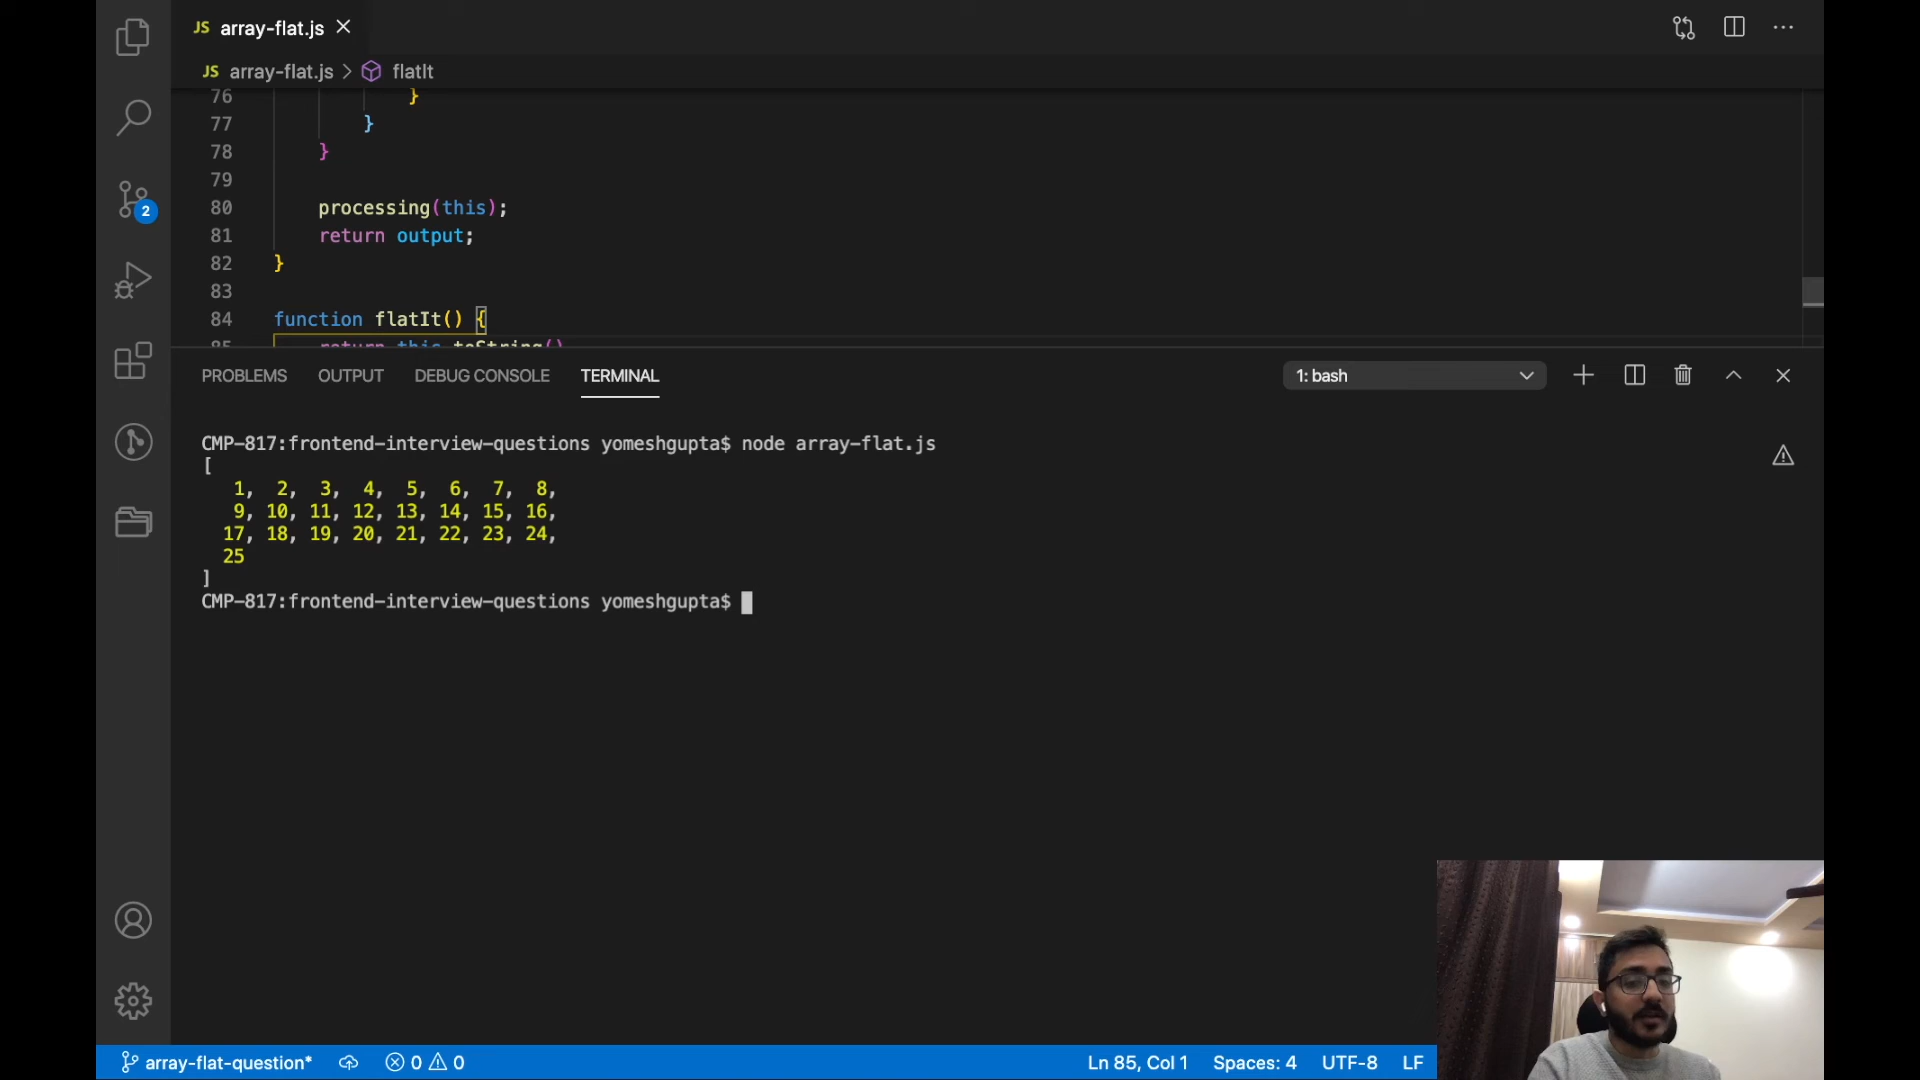 JS array-flat.js
JS array-flat.js > flatIt
76 }
77 }
78 }
79
80 processing(this);
81 return output;
82 }
83
84 function flatIt() {
85 return this.toString()
2
PROBLEMS OUTPUT DEBUG CONSOLE TERMINAL 1: bash
CMP-817:frontend-interview-questions yomeshgupta$ node array-flat.js
[
1, 2, 3, 4, 5, 6, 7, 8,
9, 10, 11, 12, 13, 14, 15, 16,
17, 18, 19, 20, 21, 22, 23, 24,
25
]
CMP-817:frontend-interview-questions yomeshgupta$
array-flat-question* 0 0 Ln 85, Col 1 Spaces: 4 UTF-8 LF